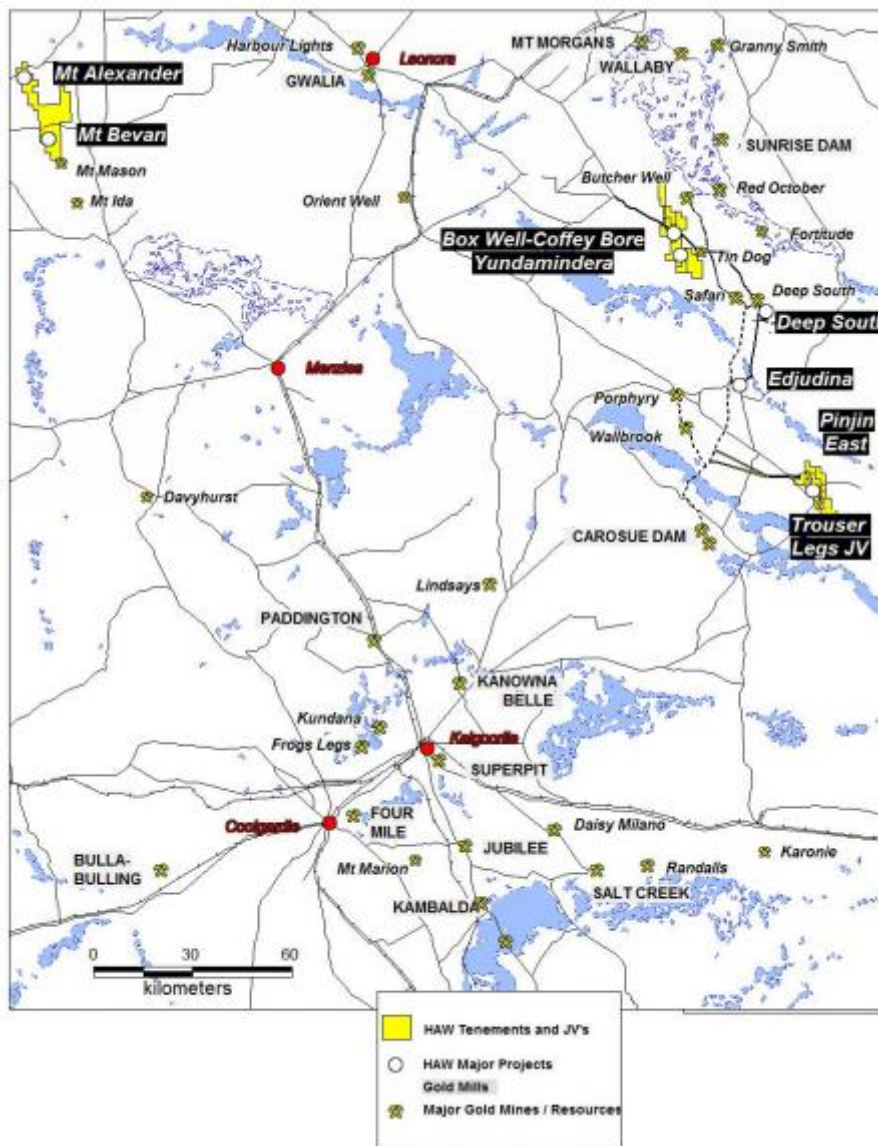 Harbour Lights
Leonora
GWALIA
MT MORGANS
WALLABY
Granny Smith
Mt Alexander
Mt Bevan
Mt Mason
Mt Ida
SUNRISE DAM
Butcher Well
Red October
Orient Well
Fortitude
Box Well-Coffey Bore
Yundamindera
Tin Dog
Safari
Deep South
Deep South
Menzies
Edjudina
Porphyry
Wallbrook
Pinjin
East
Davyhurst
Trouser
Legs JV
CAROSUE DAM
Lindsays
PADDINGTON
KANOWNA
BELLE
Kundana
Frogs Legs
Kalgoorlie
SUPERPIT
Coolgardie
FOUR
MILE
Daisy Milano
BULLA-
BULLING
Mt Marion
JUBILEE
Karonie
Randalls
SALT CREEK
KAMBALDA
0 30 60
kilometers
HAW Tenements and JV's
HAW Major Projects
Gold Mills
Major Gold Mines / Resources